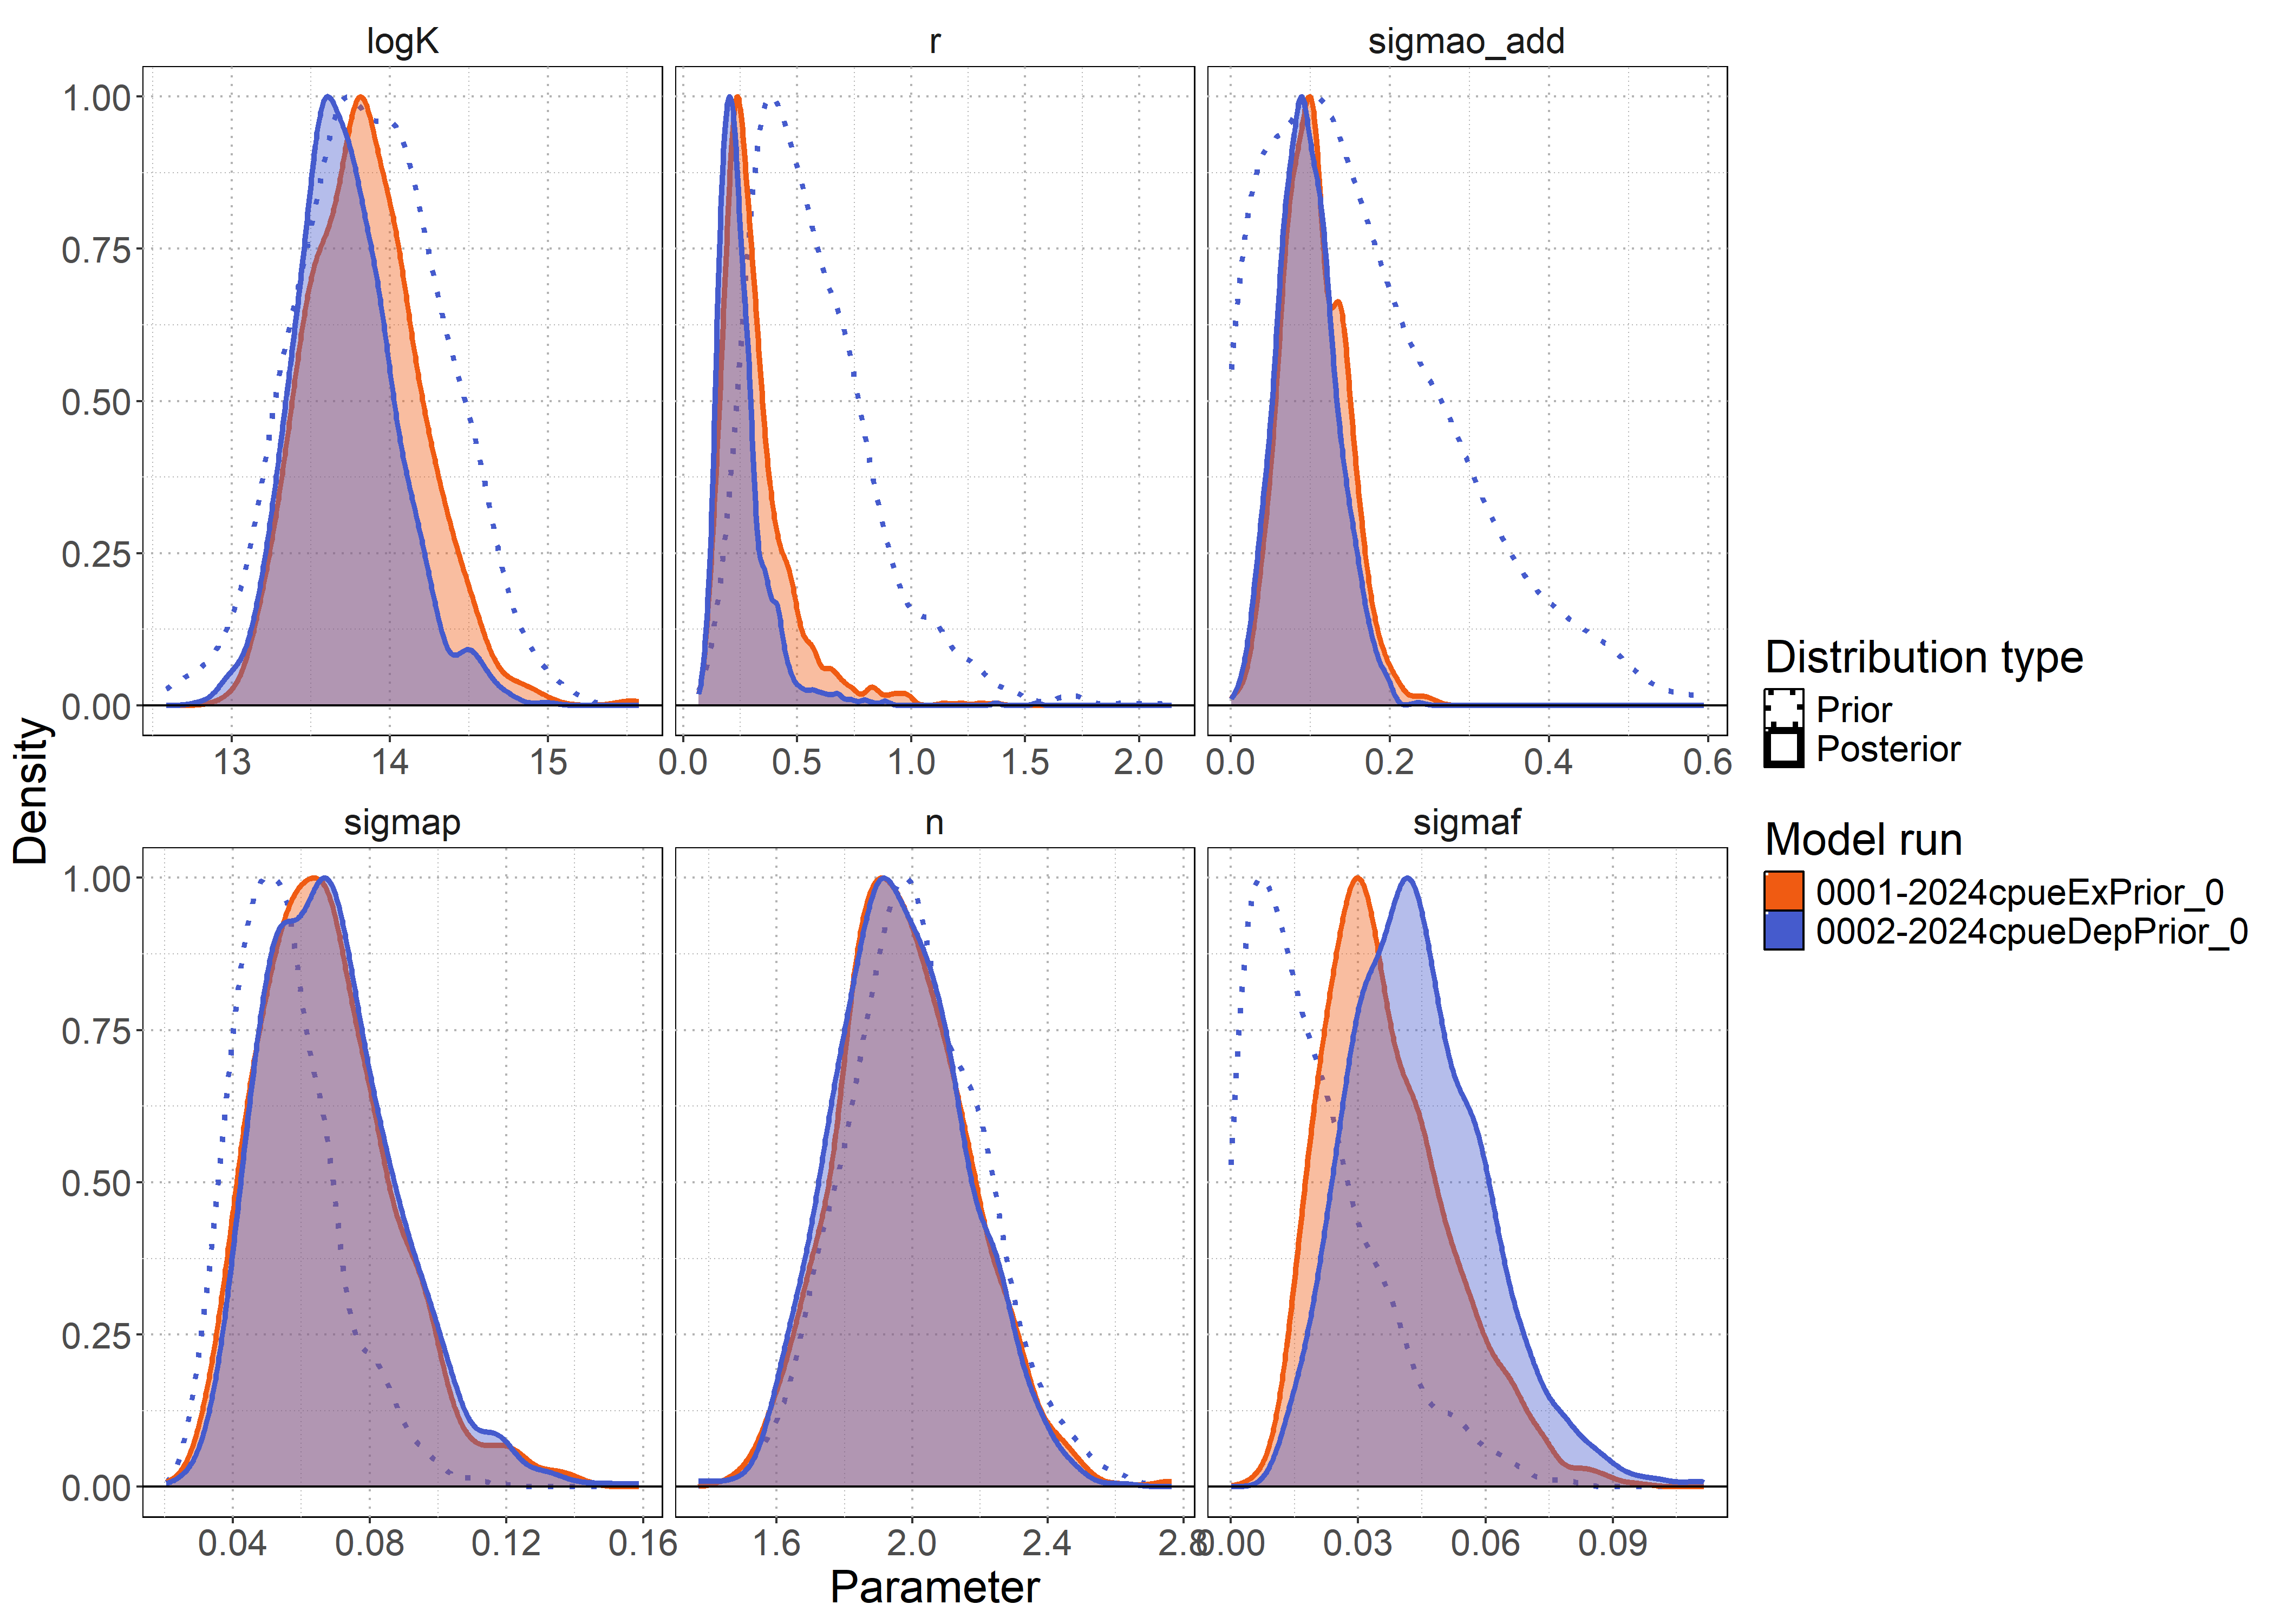 logK r sigmao_add
1.00
0.75
0.50
0.25
0.00
13 14 15 0.0 0.5 1.0 1.5 2.0 0.0 0.2 0.4 0.6
sigmap n sigmaf
1.00
0.75
0.50
0.25
0.00
0.04 0.08 0.12 0.16 1.6 2.0 2.4 2.8 0.00 0.03 0.06 0.09
Density
Parameter
Distribution type
Prior
Posterior
Model run
0001-2024cpueExPrior_0
0002-2024cpueDepPrior_0